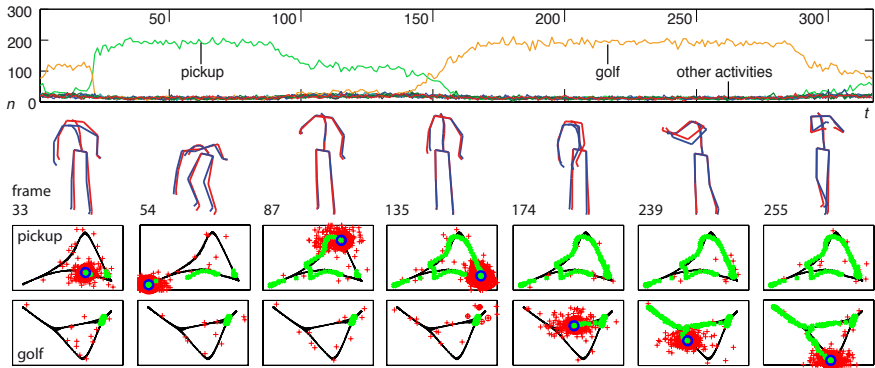 300
200
100
n 0
50 100 150 200 250 300
pickup golf other activities
t
frame
33 54 87 135 174 239 255
pickup
golf